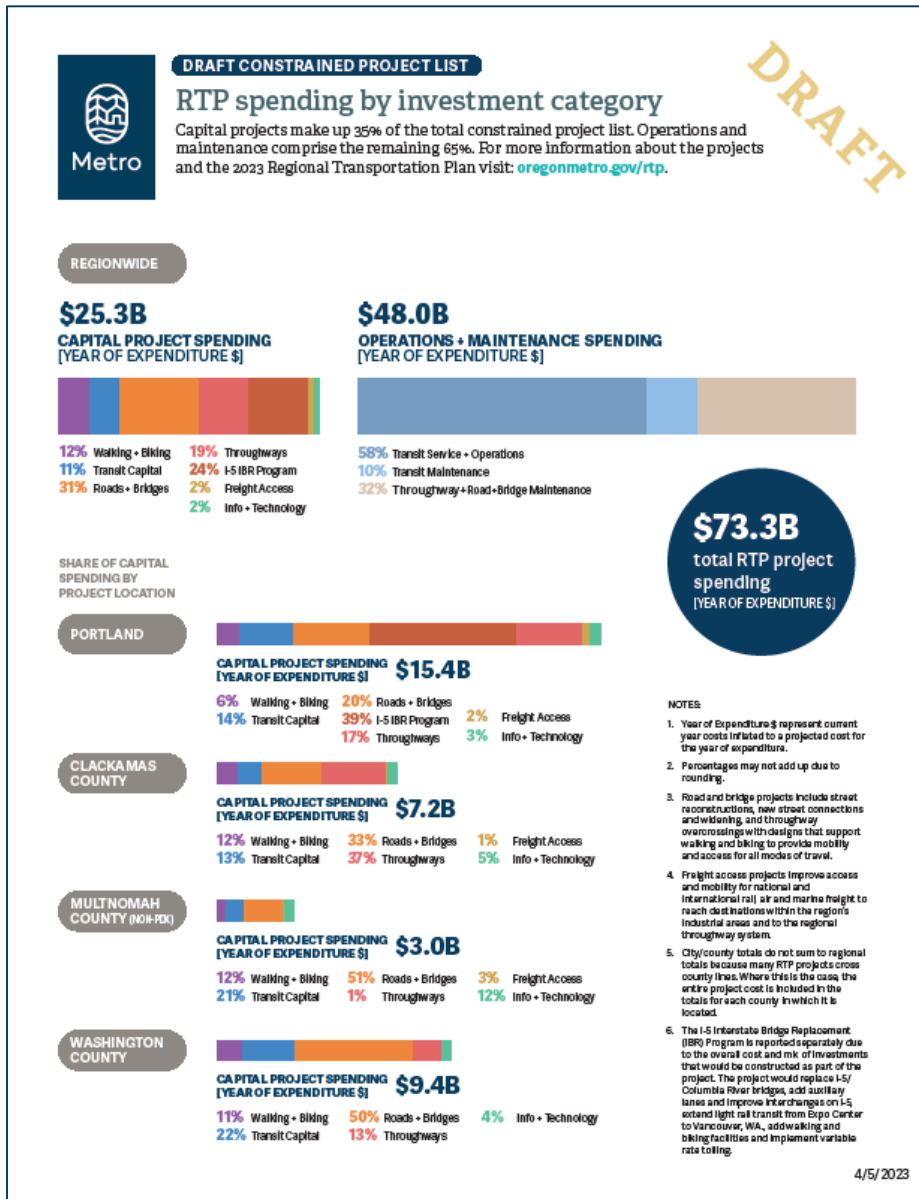 DRAFT CONSTRAINED PROJECT LIST
RTP spending by investment category
Capital projects make up 35% of the total constrained project list. Operations and
maintenance comprise the remaining 65%. For more information about the projects
and the 2023 Regional Transportation Plan visit: oregonmetro.gov/rtp.
Metro
DRAFT
REGIONWIDE
$25.3B
CAPITAL PROJECT SPENDING
[YEAR OF EXPENDITURE $]
12% Walking + Biking
11% Transit Capital
31% Roads + Bridges
19% Throughways
24% I-5 IBR Program
2% Freight Access
2% Info + Technology
$48.0B
OPERATIONS + MAINTENANCE SPENDING
[YEAR OF EXPENDITURE $]
58% Transit Service + Operations
10% Transit Maintenance
32% Throughway+Road+Bridge Maintenance
$73.3B
total RTP project
spending
[YEAR OF EXPENDITURE $]
SHARE OF CAPITAL
SPENDING BY
PROJECT LOCATION
PORTLAND
CAPITAL PROJECT SPENDING
[YEAR OF EXPENDITURE $]
$15.4B
6% Walking + Biking
14% Transit Capital
20% Roads + Bridges
39% I-5 IBR Program
17% Throughways
2% Freight Access
3% Info + Technology
CLACKAMAS
COUNTY
CAPITAL PROJECT SPENDING
[YEAR OF EXPENDITURE $]
$7.2B
12% Walking + Biking
13% Transit Capital
33% Roads + Bridges
37% Throughways
1% Freight Access
5% Info + Technology
MULTNOMAH
COUNTY (NON-PDX)
CAPITAL PROJECT SPENDING
[YEAR OF EXPENDITURE $]
$3.0B
12% Walking + Biking
21% Transit Capital
51% Roads + Bridges
1% Throughways
3% Freight Access
12% Info + Technology
WASHINGTON
COUNTY
CAPITAL PROJECT SPENDING
[YEAR OF EXPENDITURE $]
$9.4B
11% Walking + Biking
22% Transit Capital
50% Roads + Bridges
13% Throughways
4% Info + Technology
NOTES:
1. Year of Expenditure $ represent current
year costs inflated to a projected cost for
the year of expenditure.
2. Percentages may not add up due to
rounding.
3. Road and bridge projects include street
reconstructions, new street connections
and widening, and throughway
overcrossings with designs that support
walking and biking to provide mobility
and access for all modes of travel.
4. Freight access projects improve access
and mobility for national and
international rail, air and marine freight to
reach destinations within the region's
industrial areas and to the regional
throughway system.
5. City/county totals do not sum to regional
totals because many RTP projects cross
county lines. Where this is the case, the
entire project cost is included in the
totals for each county in which it is
located.
6. The I-5 Interstate Bridge Replacement
(IBR) Program is reported separately due
to the overall cost and mix of investments
that would be constructed as part of the
project. The project would replace I-5/
Columbia River bridges, add auxiliary
lanes and improve interchanges on I-5,
extend light rail transit from Expo Center
to Vancouver, WA., add walking and
biking facilities and implement variable
rate tolling.
4/5/2023